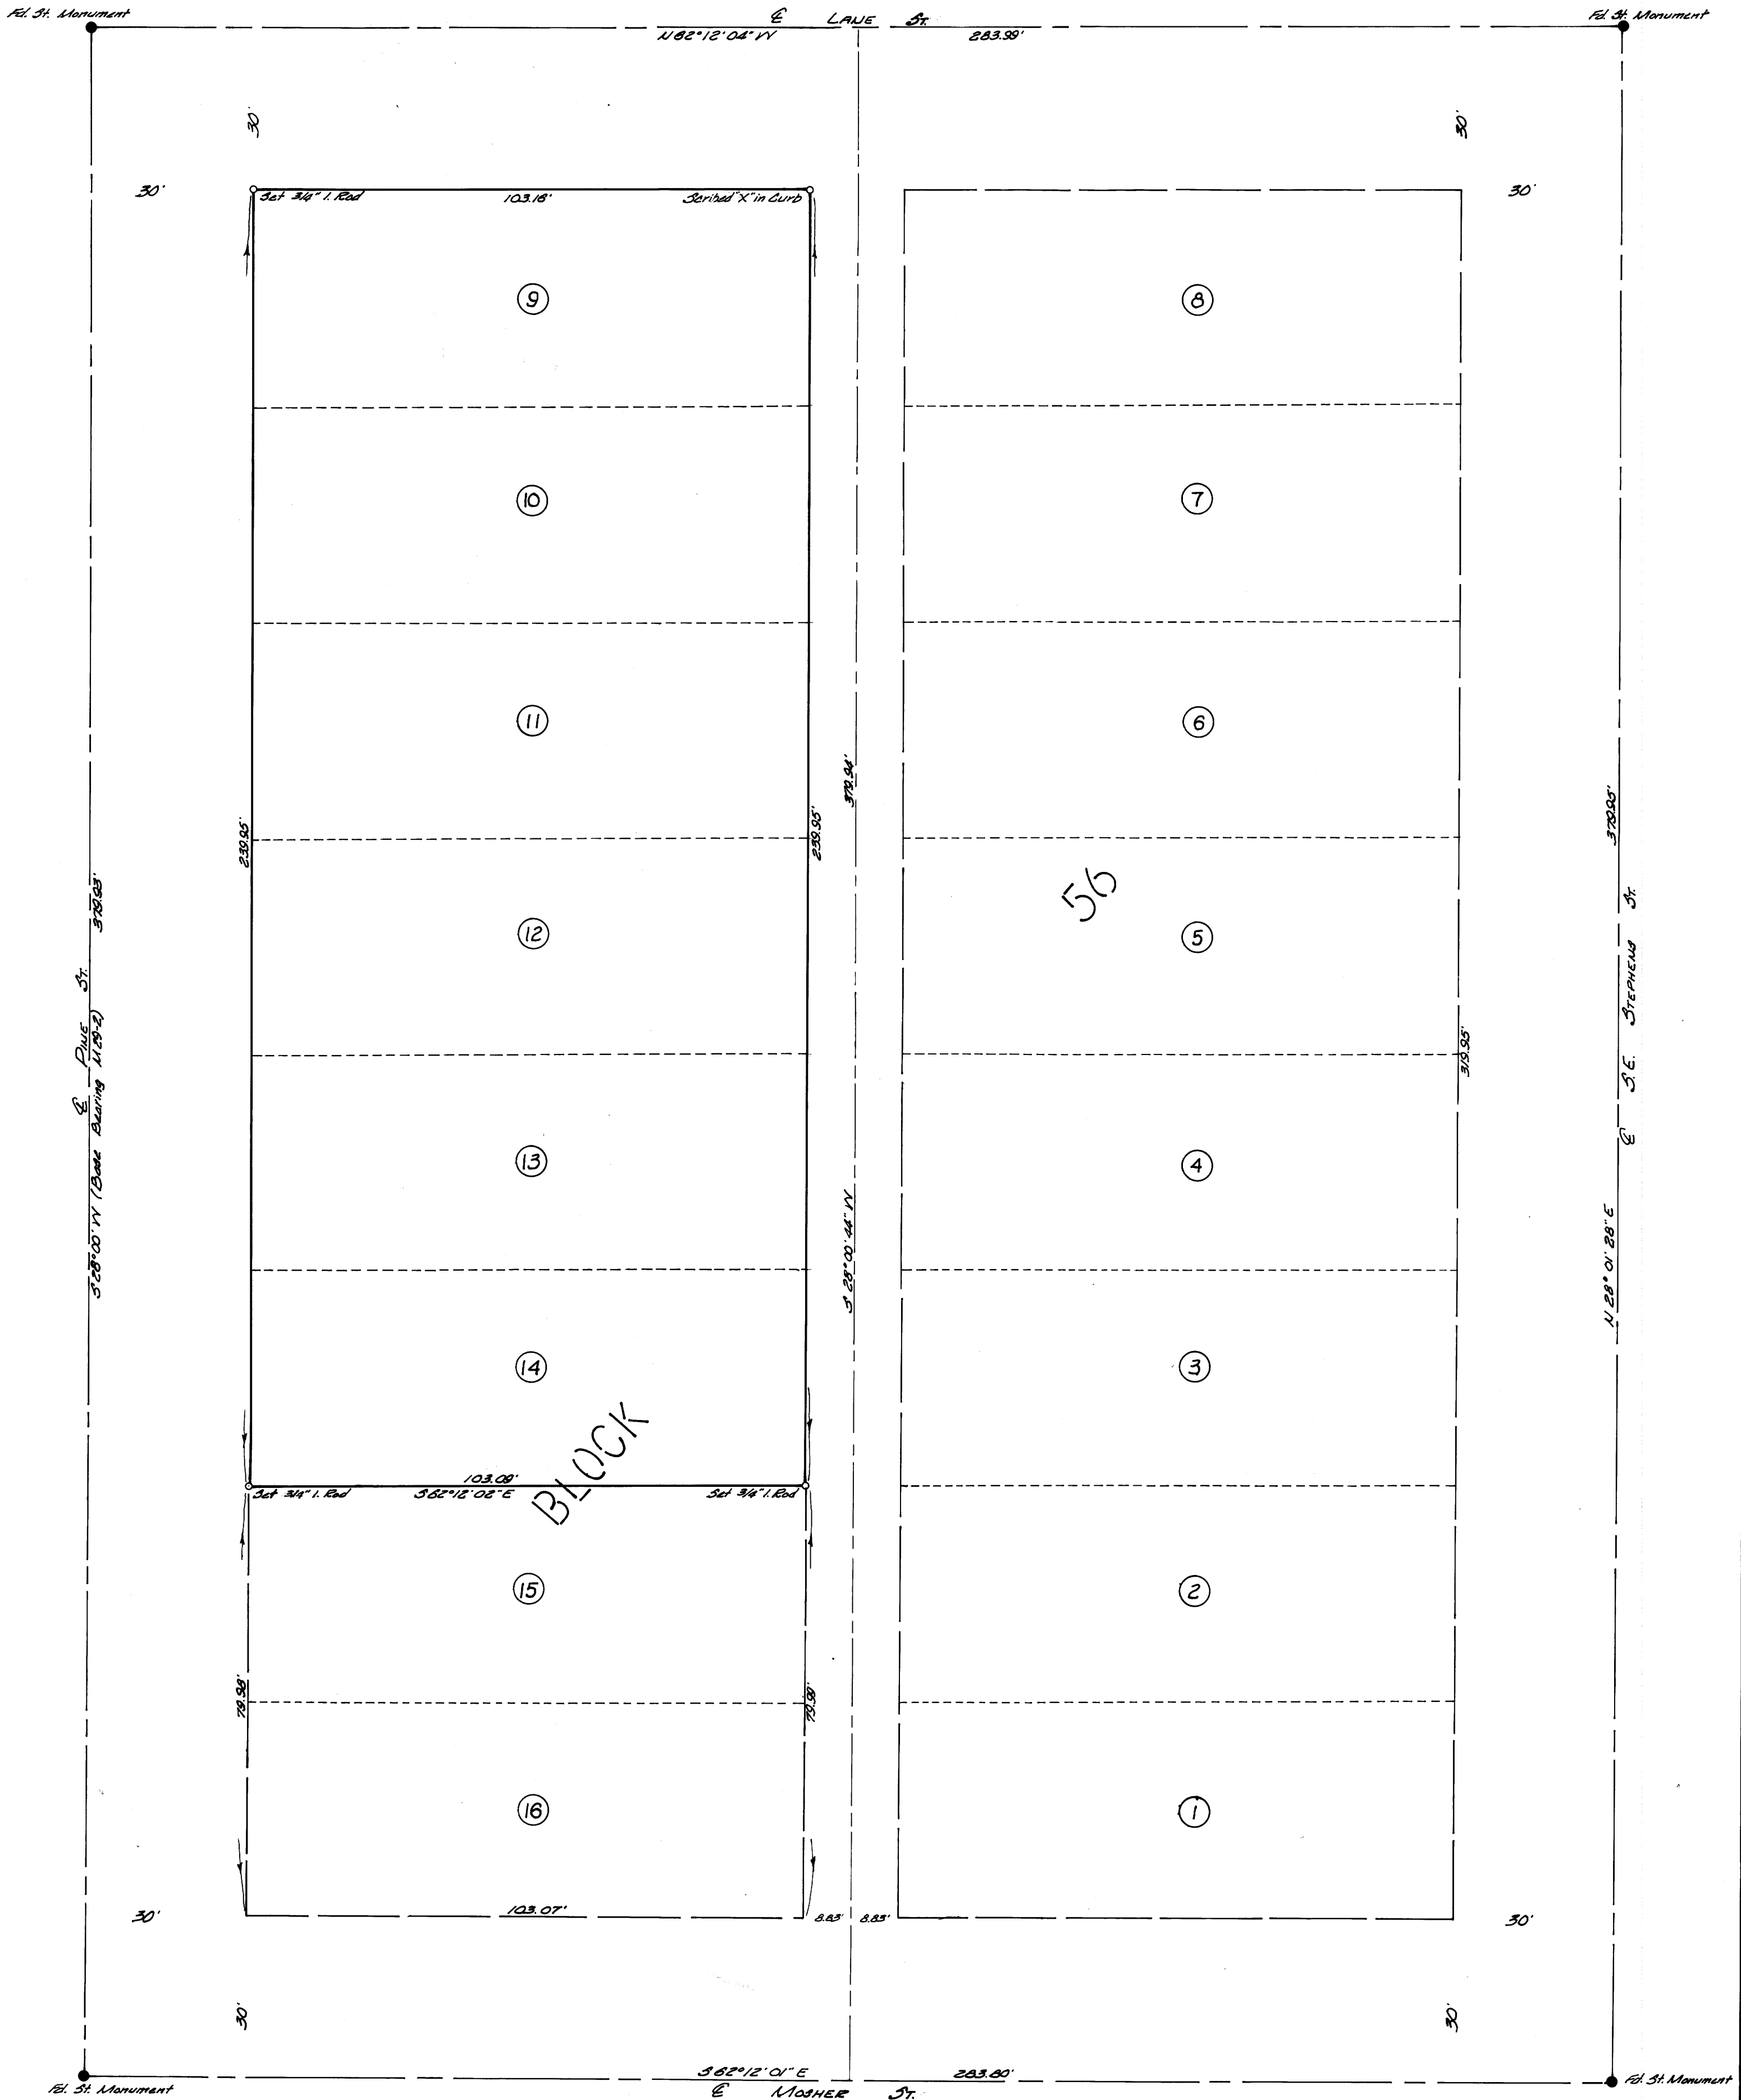 Fd. St. Monument
℄ LANE ST.
Fd. St. Monument
N 62° 12' 04" W
283.99'
30'
30'
30'
30'
Set 3/4" I. Rod
103.16'
Scribed "X" in Curb
9
8
10
7
11
6
379.94'
379.95'
239.95'
239.95'
379.93'
12
5
56
℄ PINE ST.
S 28° 00' W (Base Bearing M29-2)
℄ S.E. STEPHENS ST.
319.95'
13
4
S 28° 00' 44" W
N 28° 01' 28" E
14
3
BLOCK
103.09'
Set 3/4" I. Rod
S 62° 12' 02" E
Set 3/4" I. Rod
15
2
79.98'
79.99'
16
1
30'
103.07'
8.83'
8.83'
30'
30'
30'
S 62° 12' 01" E
283.80'
Fd. St. Monument
℄ MOSHER ST.
Fd. St. Monument